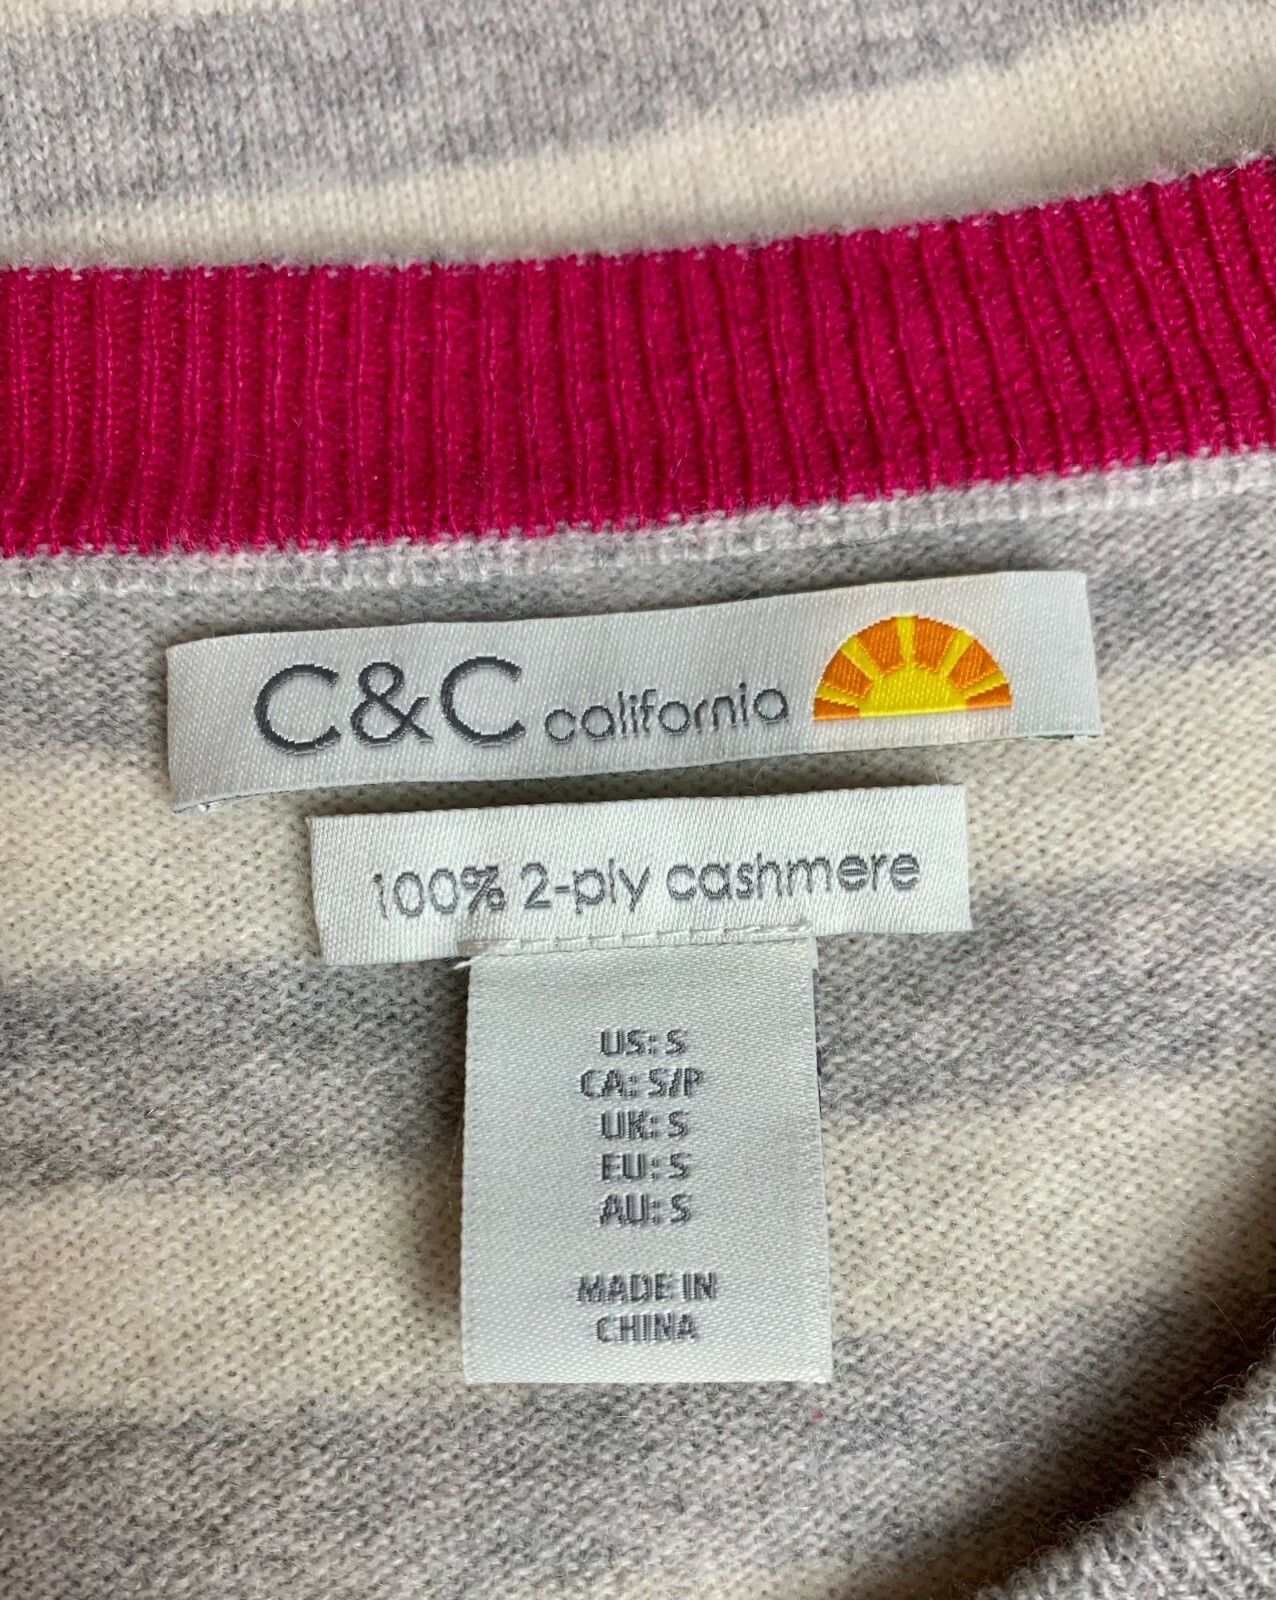 C&C california
100% 2-ply cashmere
US: S
CA: S/P
UK: S
EU: S
AU: S
MADE IN
CHINA